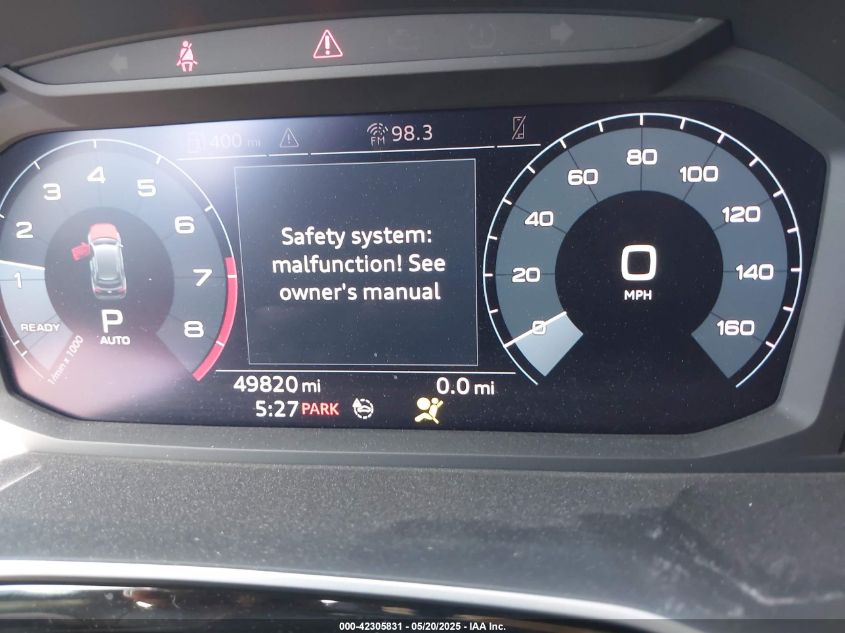 400 mi
FM 98.3
1
2
3
4
5
6
7
8
READY
1/min x 1000
P
AUTO
Safety system:
malfunction! See
owner's manual
0
20
40
60
80
100
120
140
160
0
MPH
49820 mi
0.0 mi
5:27 PARK
000-42305831 - 05/20/2025 - IAA Inc.